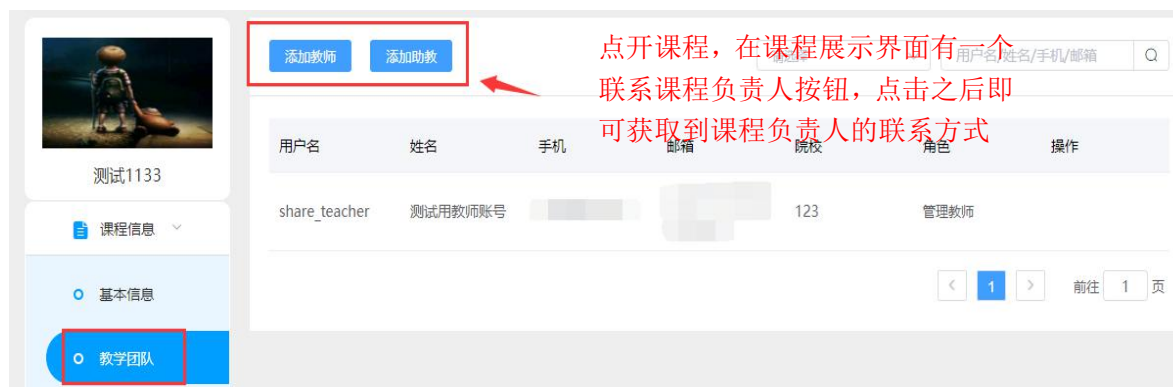 添加教师
添加助教
点开课程，在课程展示界面有一个
联系课程负责人按钮，点击之后即
可获取到课程负责人的联系方式
用户名/姓名/手机/邮箱
用户名 姓名 手机 邮箱 院校 角色 操作
share_teacher 测试用教师账号 123 管理教师
1 前往 1 页
测试1133
课程信息
基本信息
教学团队